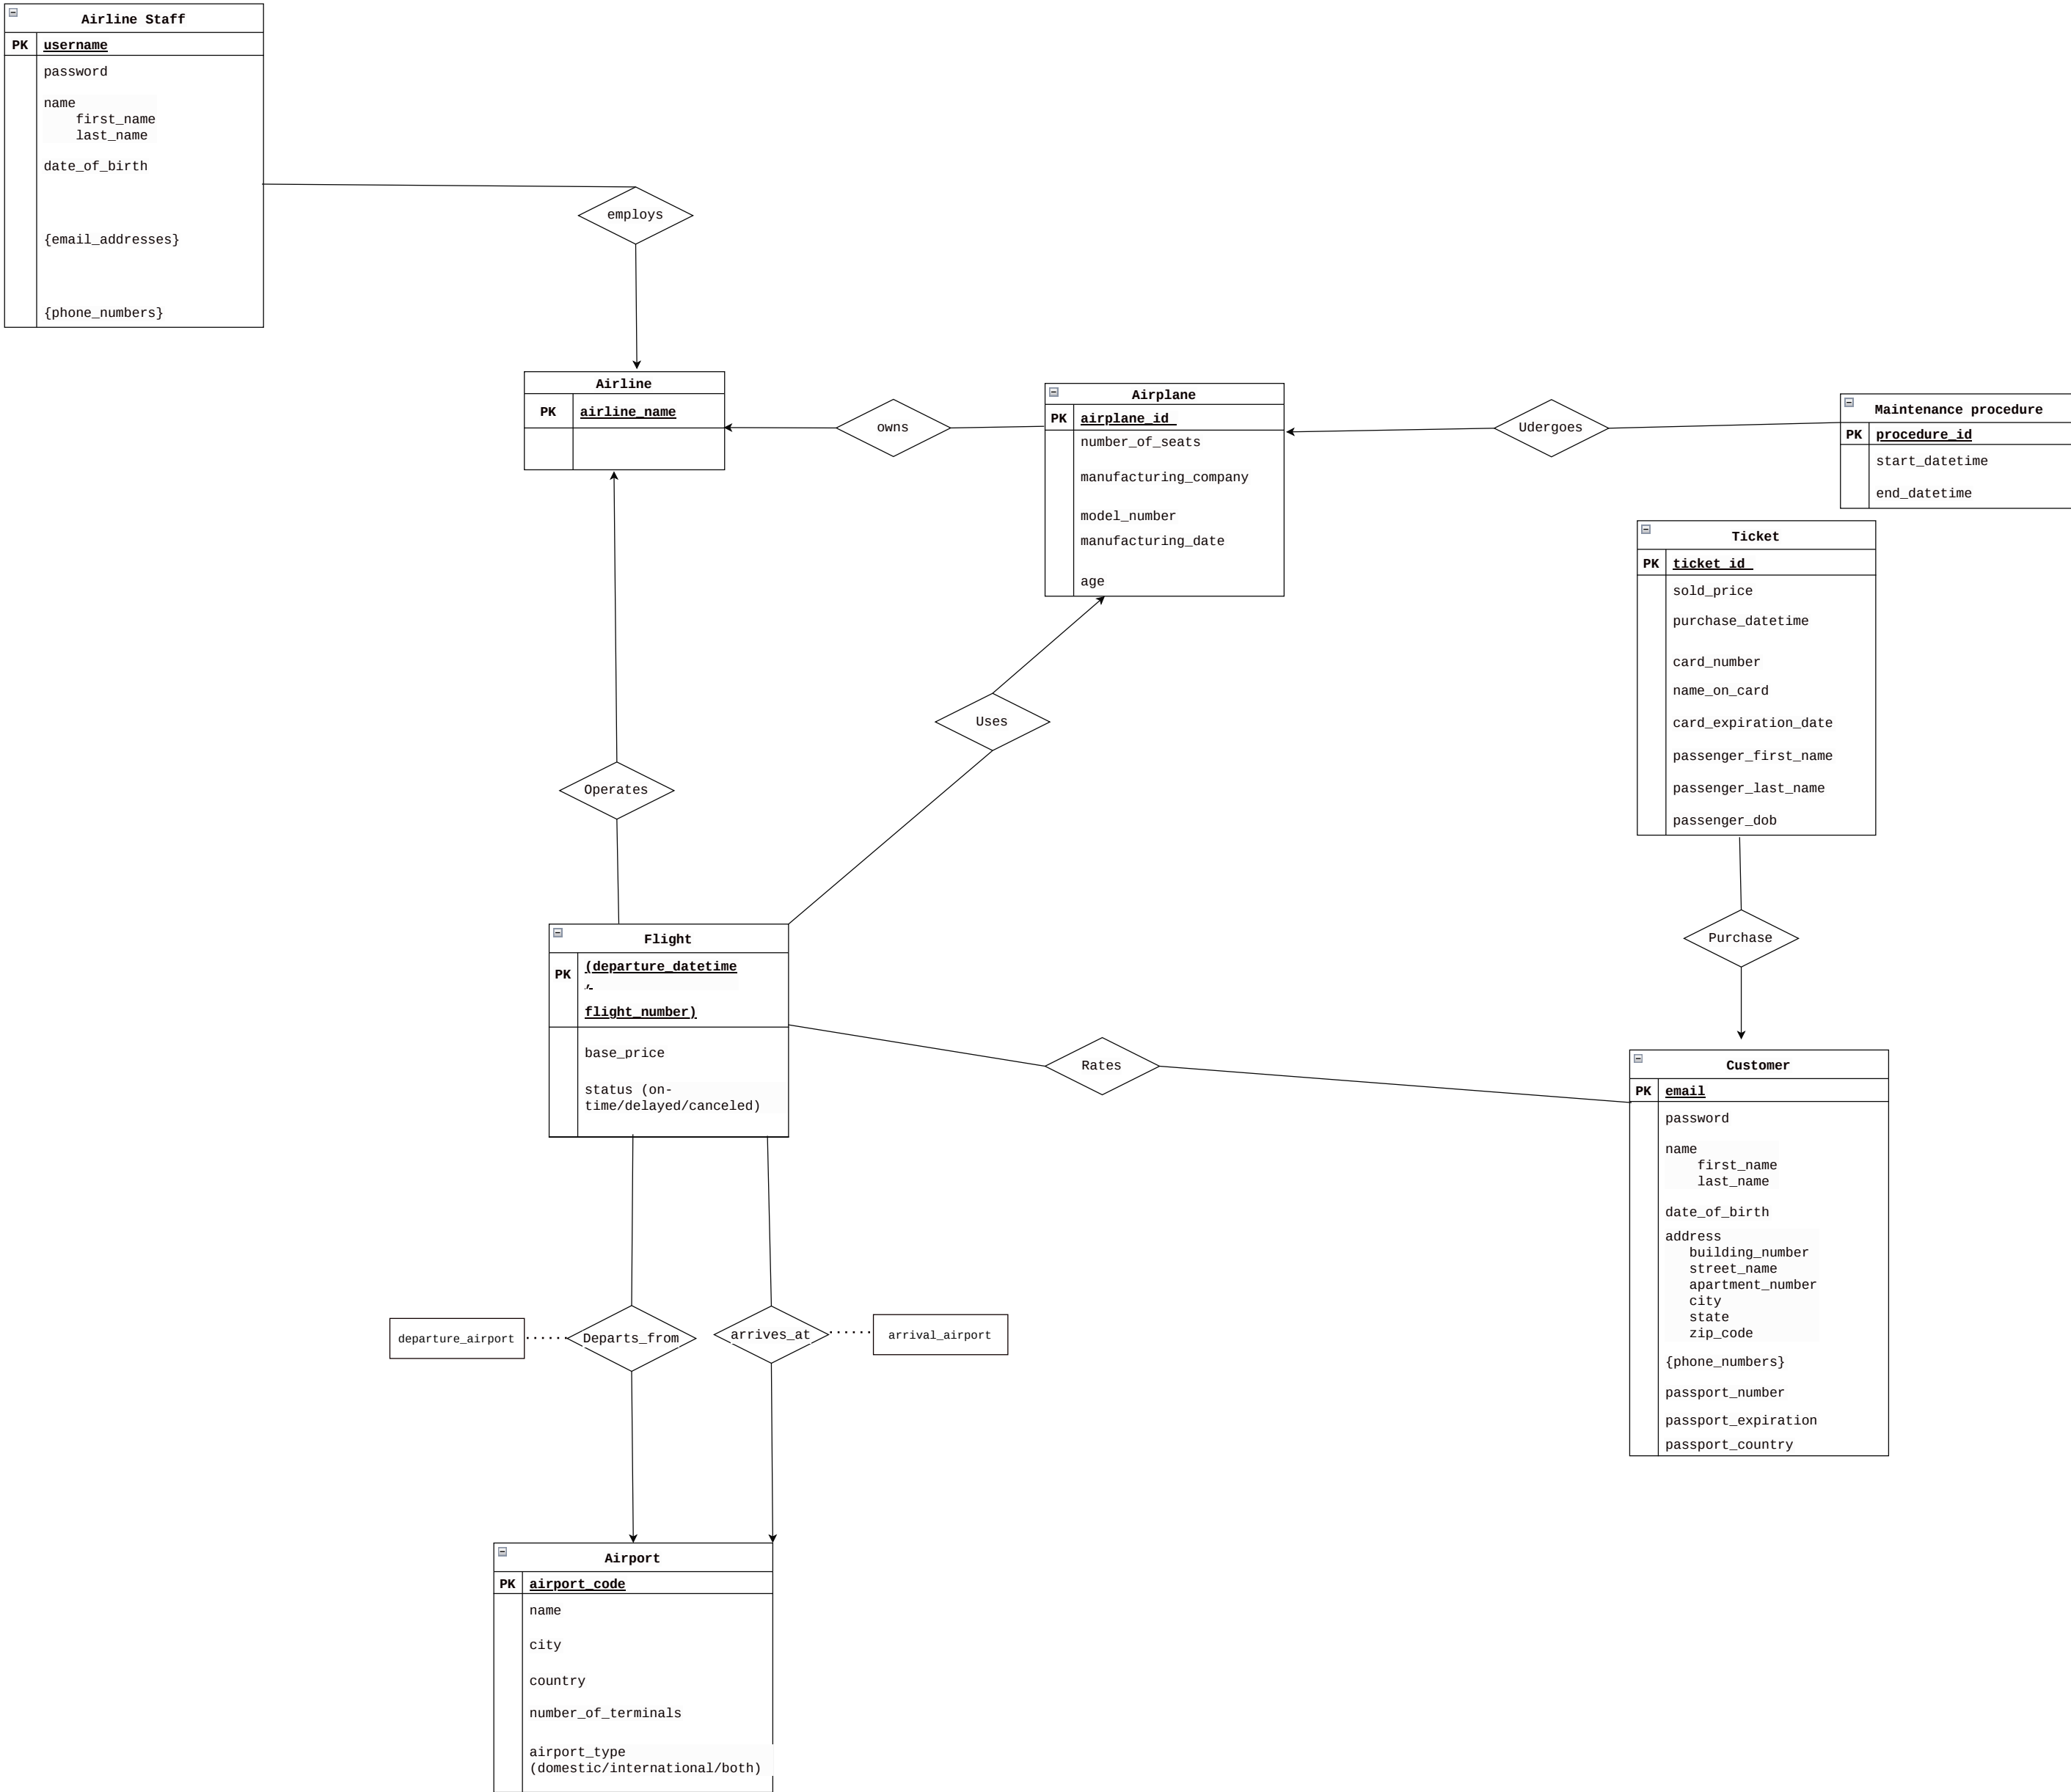 Airline Staff
PK username
password
name
first_name
last_name
date_of_birth
{email_addresses}
{phone_numbers}
employs
Airline
PK airline_name
owns
Airplane
PK airplane_id
number_of_seats
manufacturing_company
model_number
manufacturing_date
age
Udergoes
Maintenance procedure
PK procedure_id
start_datetime
end_datetime
Ticket
PK ticket_id
sold_price
purchase_datetime
card_number
name_on_card
card_expiration_date
passenger_first_name
passenger_last_name
passenger_dob
Uses
Operates
Purchase
Flight
PK (departure_datetime
,
flight_number)
base_price
status (on-
time/delayed/canceled)
Rates
Customer
PK email
password
name
first_name
last_name
date_of_birth
address
building_number
street_name
apartment_number
city
state
zip_code
{phone_numbers}
passport_number
passport_expiration
passport_country
departure_airport
Departs_from
arrives_at
arrival_airport
Airport
PK airport_code
name
city
country
number_of_terminals
airport_type
(domestic/international/both)